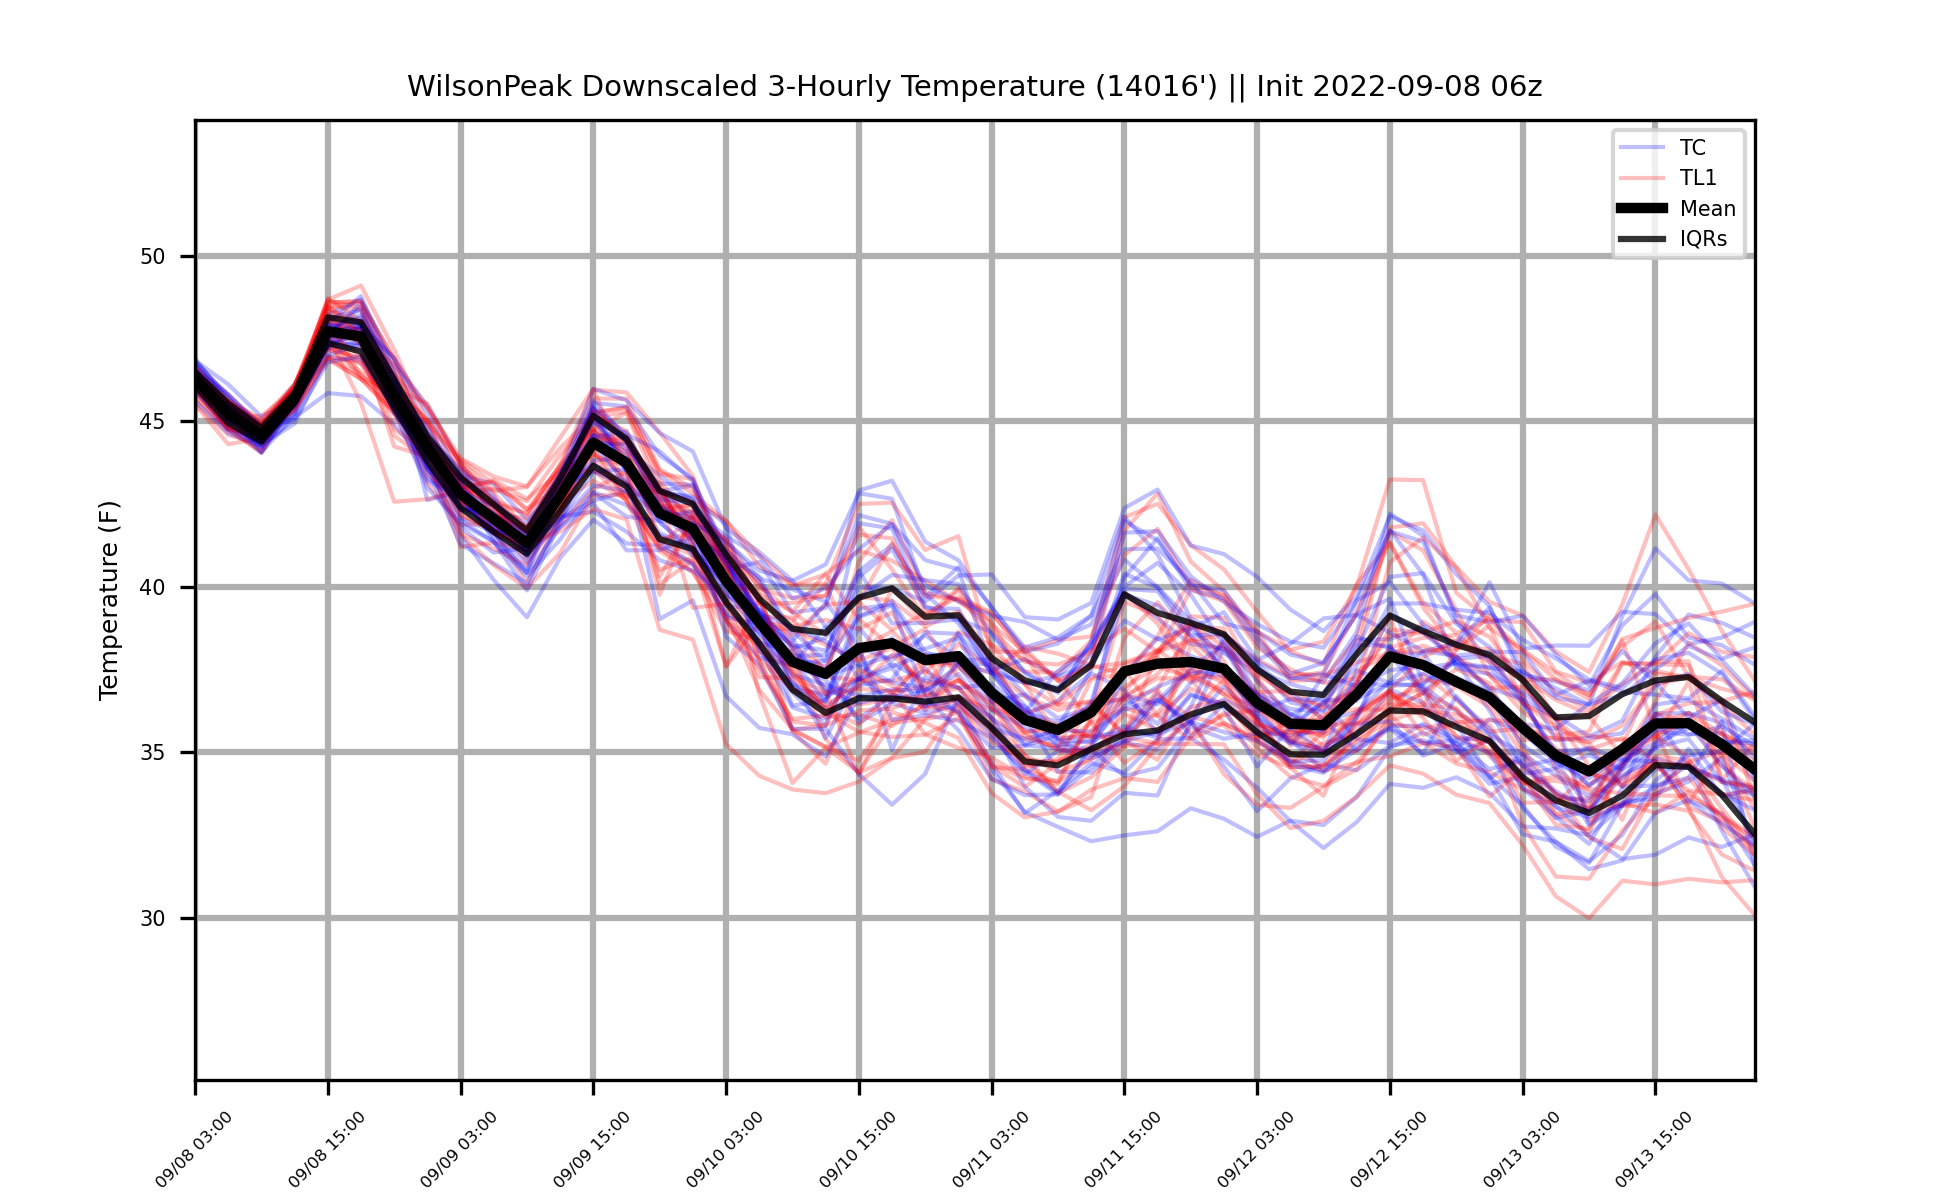 WilsonPeak Downscaled 3-Hourly Temperature (14016') || Init 2022-09-08 06z
TC
TL1
Mean
IQRs
Temperature (F)
50
45
40
35
30
09/08 03:00
09/08 15:00
09/09 03:00
09/09 15:00
09/10 03:00
09/10 15:00
09/11 03:00
09/11 15:00
09/12 03:00
09/12 15:00
09/13 03:00
09/13 15:00